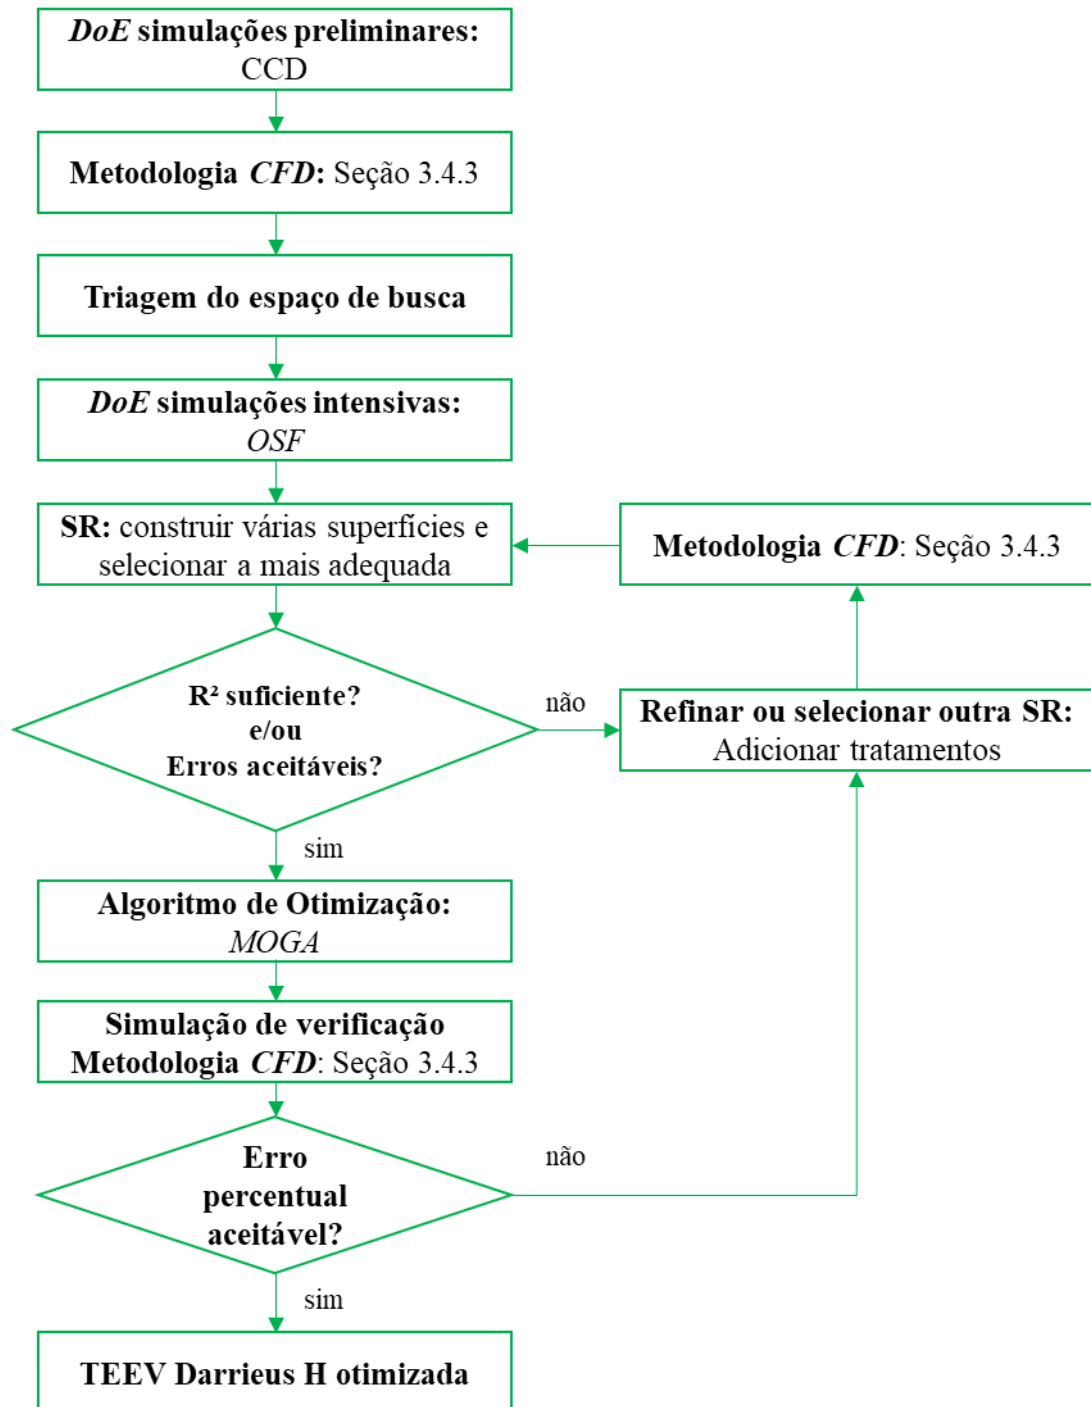 DoE simulações preliminares:
CCD
Metodologia CFD: Seção 3.4.3
Triagem do espaço de busca
DoE simulações intensivas:
OSF
SR: construir várias superfícies e
selecionar a mais adequada
Metodologia CFD: Seção 3.4.3
R² suficiente?
e/ou
Erros aceitáveis?
não
Refinar ou selecionar outra SR:
Adicionar tratamentos
sim
Algoritmo de Otimização:
MOGA
Simulação de verificação
Metodologia CFD: Seção 3.4.3
Erro
percentual
aceitável?
não
sim
TEEV Darrieus H otimizada